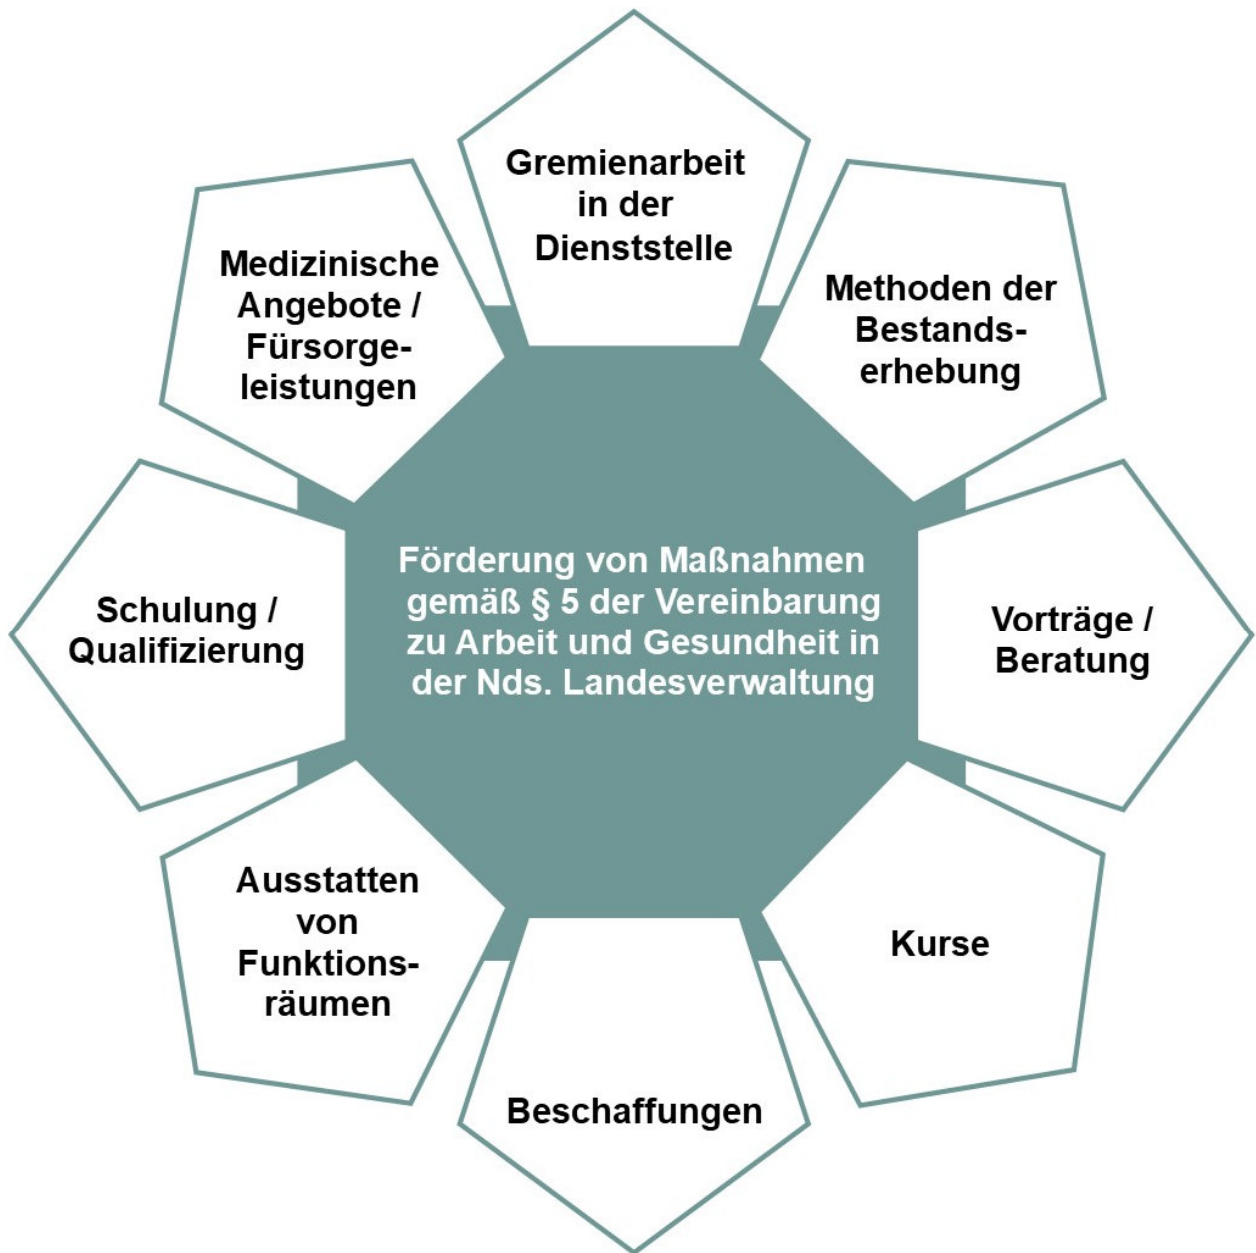 Gremienarbeit
in der
Dienststelle
Methoden der
Bestands-
erhebung
Vorträge /
Beratung
Kurse
Beschaffungen
Ausstatten
von
Funktions-
räumen
Schulung /
Qualifizierung
Medizinische
Angebote /
Fürsorge-
leistungen
Förderung von Maßnahmen
gemäß § 5 der Vereinbarung
zu Arbeit und Gesundheit in
der Nds. Landesverwaltung